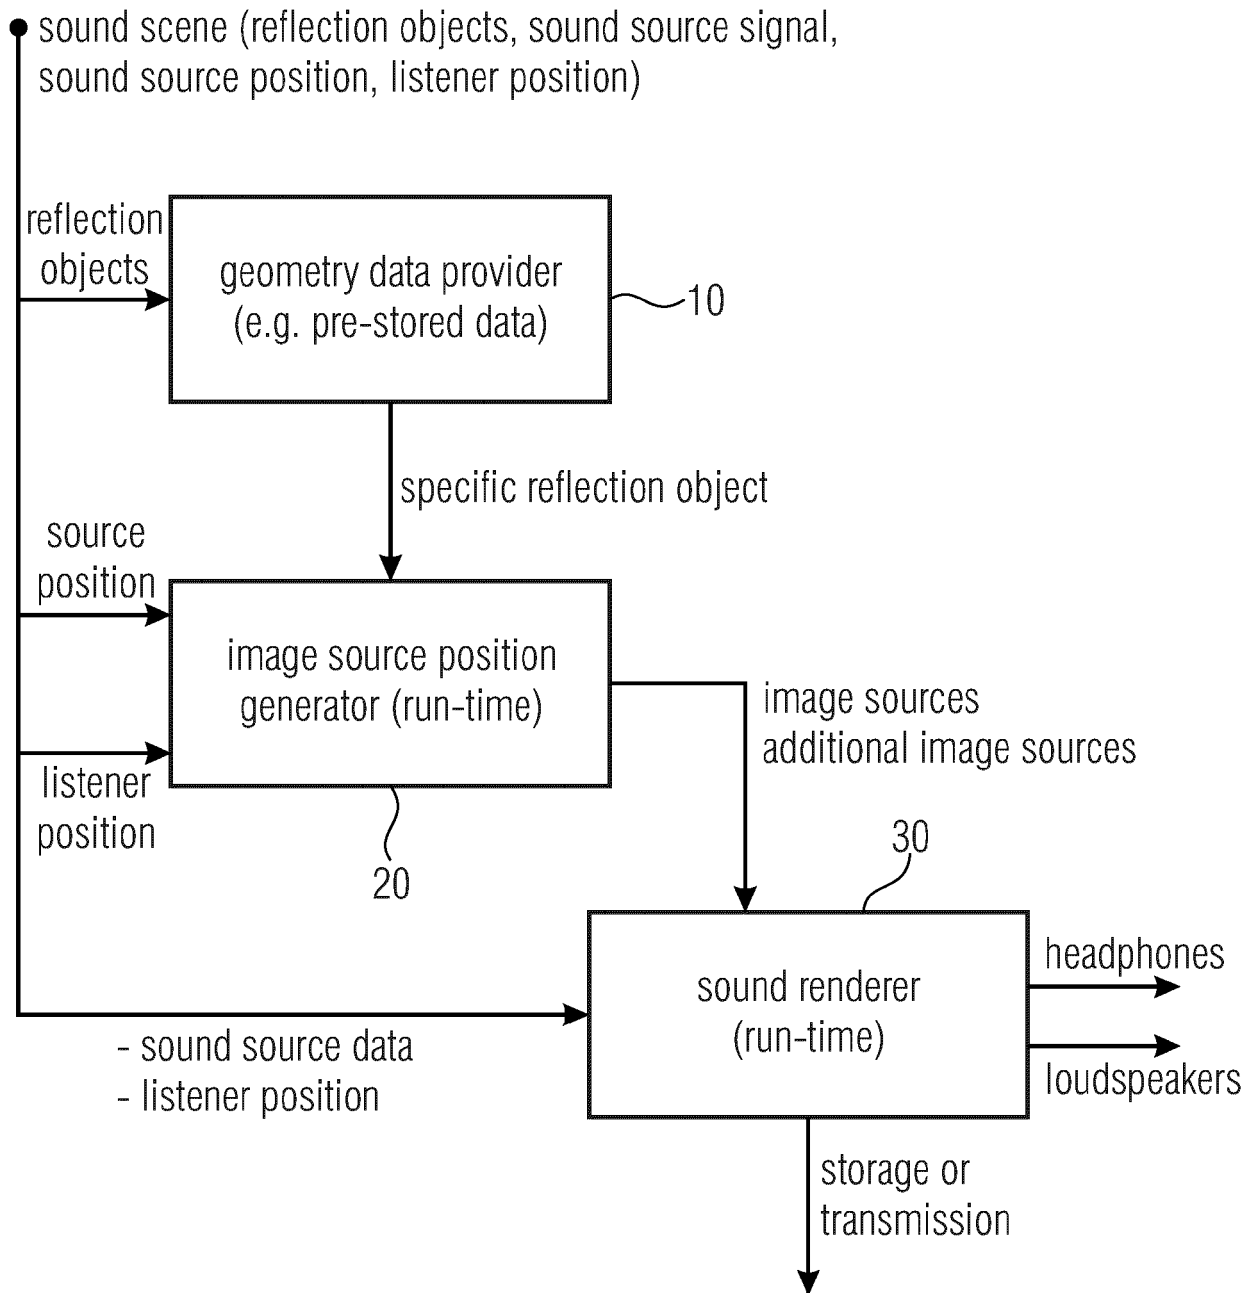 sound scene (reflection objects, sound source signal,
sound source position, listener position)
reflection
objects
geometry data provider
(e.g. pre-stored data)
10
specific reflection object
source
position
image source position
generator (run-time)
listener
position
20
image sources
additional image sources
30
sound renderer
(run-time)
headphones
loudspeakers
- sound source data
- listener position
storage or
transmission